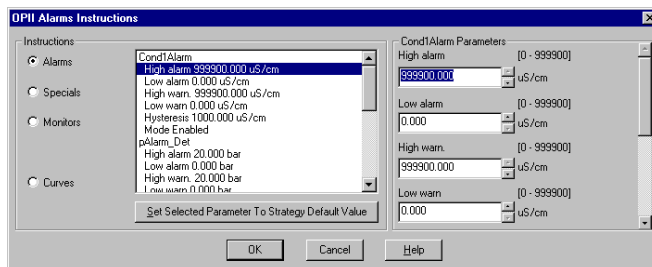 OPII Alarms Instructions
Instructions
Alarms
Specials
Monitors
Curves
Cond1Alarm
High alarm 999900.000 uS/cm
Low alarm 0.000 uS/cm
High warn. 999900.000 uS/cm
Low warn 0.000 uS/cm
Hysteresis 1000.000 uS/cm
Mode Enabled
pAlarm_Det
High alarm 20.000 bar
Low alarm 0.000 bar
High warn. 20.000 bar
Low warn 0.000 bar
Set Selected Parameter To Strategy Default Value
Cond1Alarm Parameters
High alarm [0 - 999900]
999900.000 uS/cm
Low alarm [0 - 999900]
0.000 uS/cm
High warn. [0 - 999900]
999900.000 uS/cm
Low warn [0 - 999900]
0.000 uS/cm
OK Cancel Help